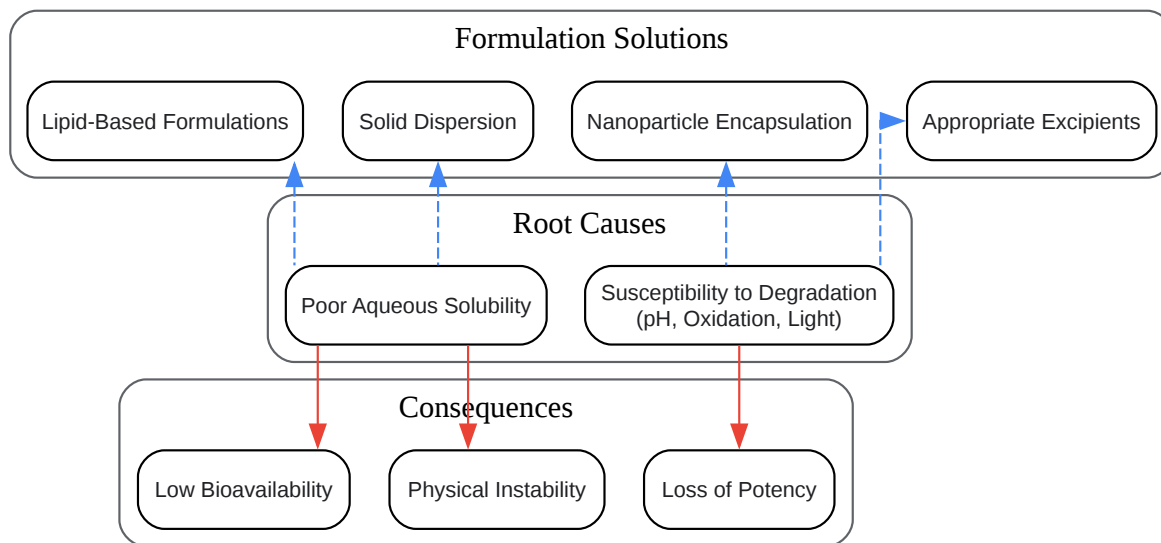 Formulation Solutions
Lipid-Based Formulations
Solid Dispersion
Nanoparticle Encapsulation
Appropriate Excipients
Root Causes
Poor Aqueous Solubility
Susceptibility to Degradation
(pH, Oxidation, Light)
Consequences
Low Bioavailability
Physical Instability
Loss of Potency